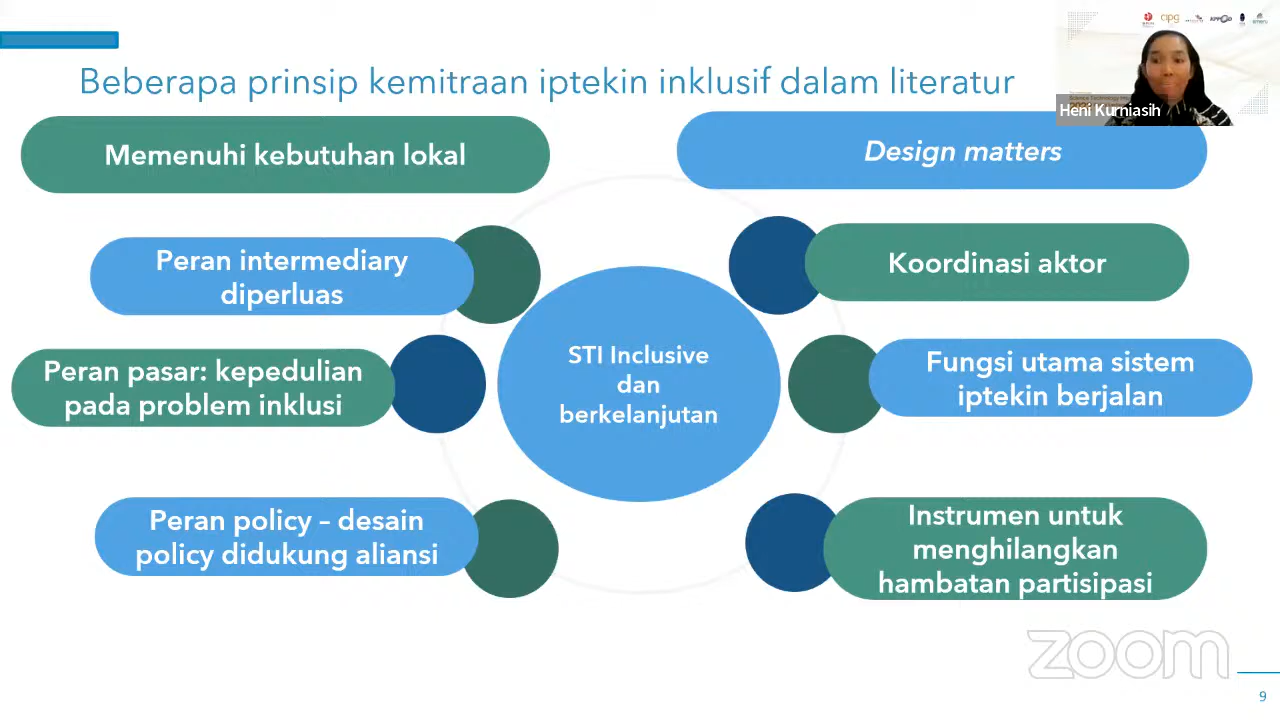 Beberapa prinsip kemitraan iptekin inklusif dalam literatur
Heni Kurniasih
Memenuhi kebutuhan lokal
Design matters
Peran intermediary
diperluas
Koordinasi aktor
Peran pasar: kepedulian
pada problem inklusi
STI Inclusive
dan
berkelanjutan
Fungsi utama sistem
iptekin berjalan
Peran policy – desain
policy didukung aliansi
Instrumen untuk
menghilangkan
hambatan partisipasi
zoom
9